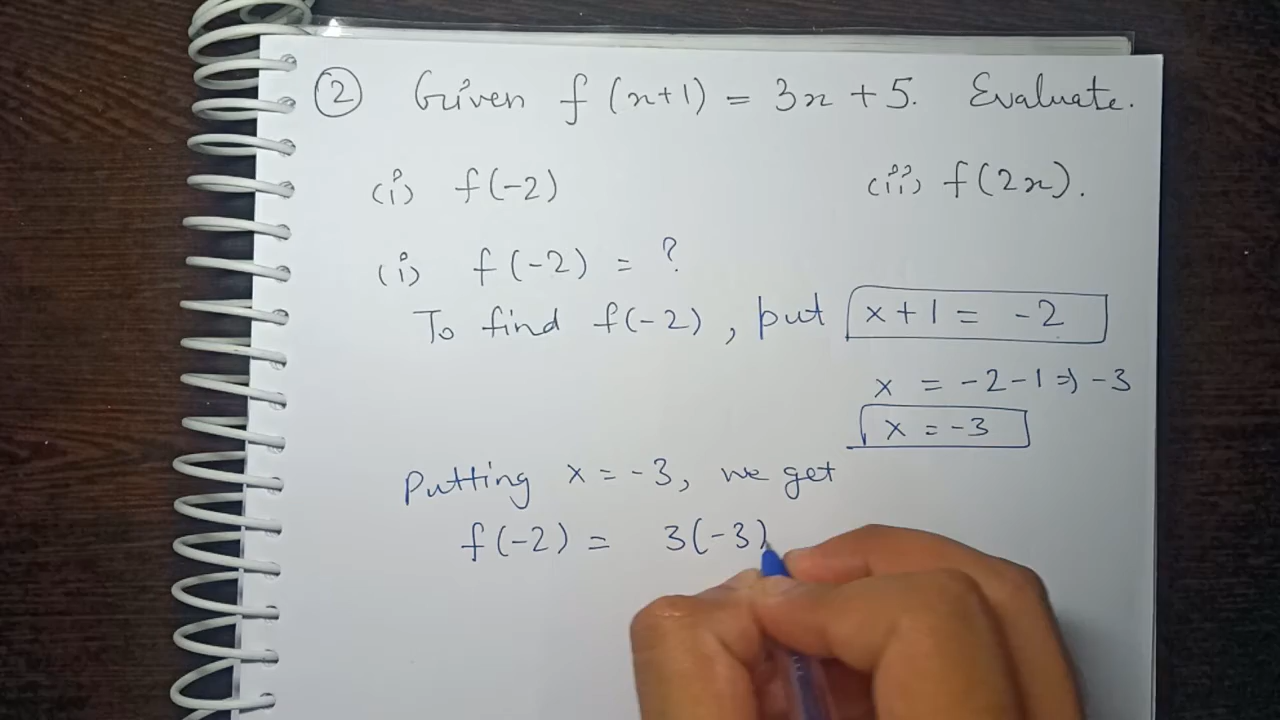 ② Given f(x+1) = 3x + 5. Evaluate.
(i) f(-2) (ii) f(2x).
(i) f(-2) = ?
To find f(-2), put x+1 = -2
x = -2-1 ⇒ -3
x = -3
Putting x = -3, we get
f(-2) = 3(-3)